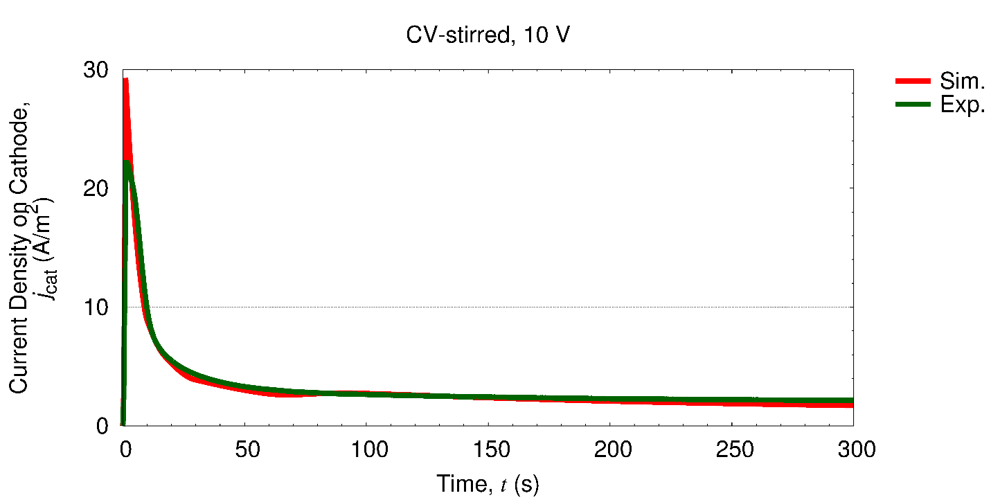 CV-stirred, 10 V
Current Density on Cathode,
jcat (A/m2)
30
20
10
0
0 50 100 150 200 250 300
Time, t (s)
Sim.
Exp.